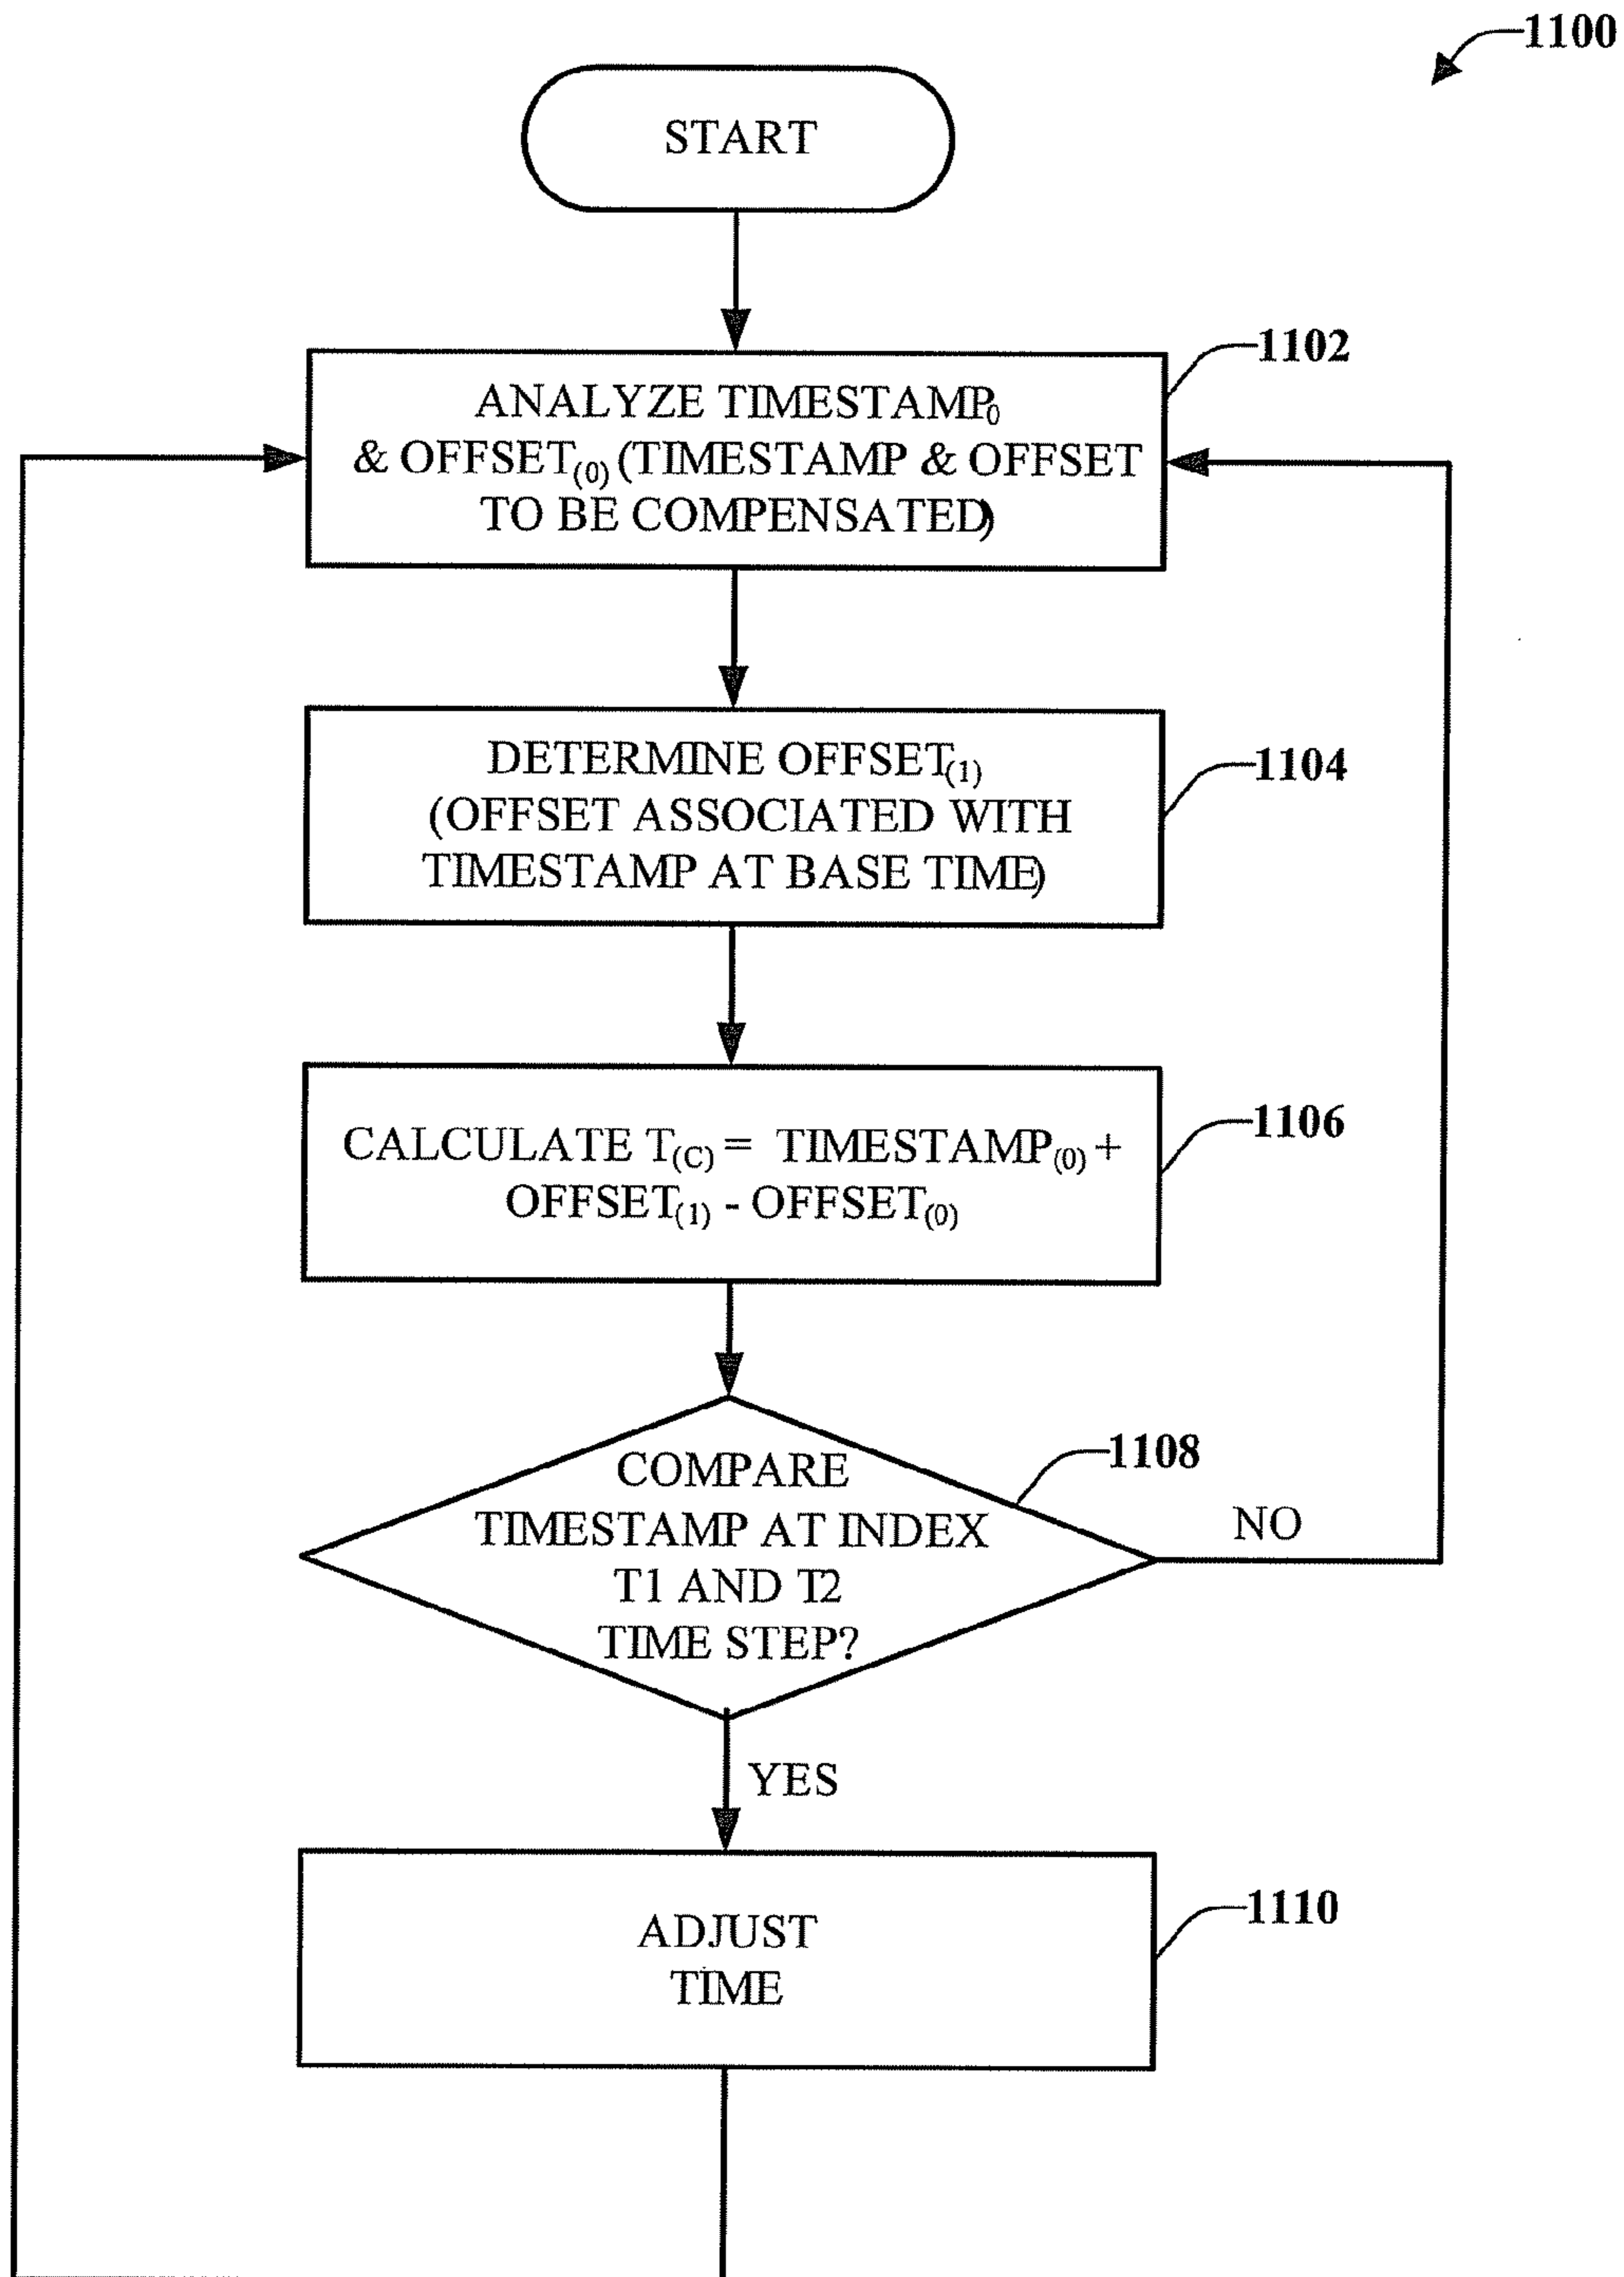 1100
START
1102
ANALYZE TIMESTAMP₀
& OFFSET₍₀₎ (TIMESTAMP & OFFSET
TO BE COMPENSATED)
DETERMINE OFFSET₍₁₎
(OFFSET ASSOCIATED WITH
TIMESTAMP AT BASE TIME)
1104
CALCULATE T(C) = TIMESTAMP₍₀₎ +
OFFSET₍₁₎ - OFFSET₍₀₎
1106
COMPARE
TIMESTAMP AT INDEX
T1 AND T2
TIME STEP?
1108
NO
YES
ADJUST
TIME
1110